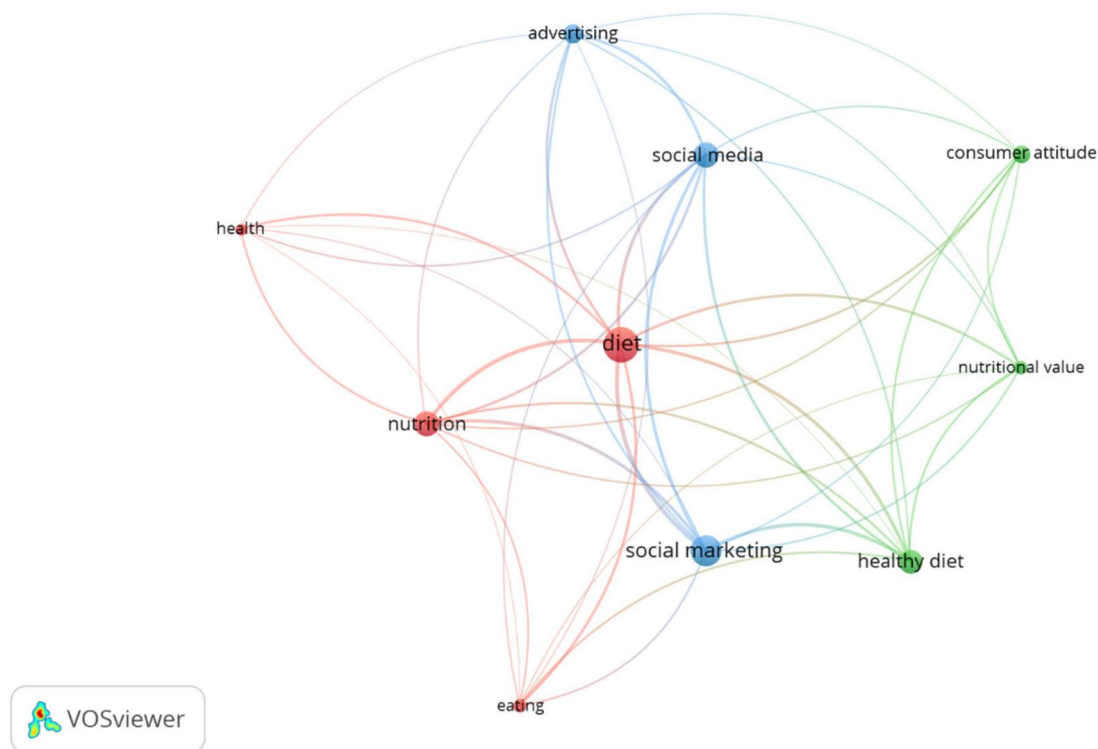 advertising
social media
consumer attitude
health
diet
nutritional value
nutrition
social marketing
healthy diet
eating
VOSviewer